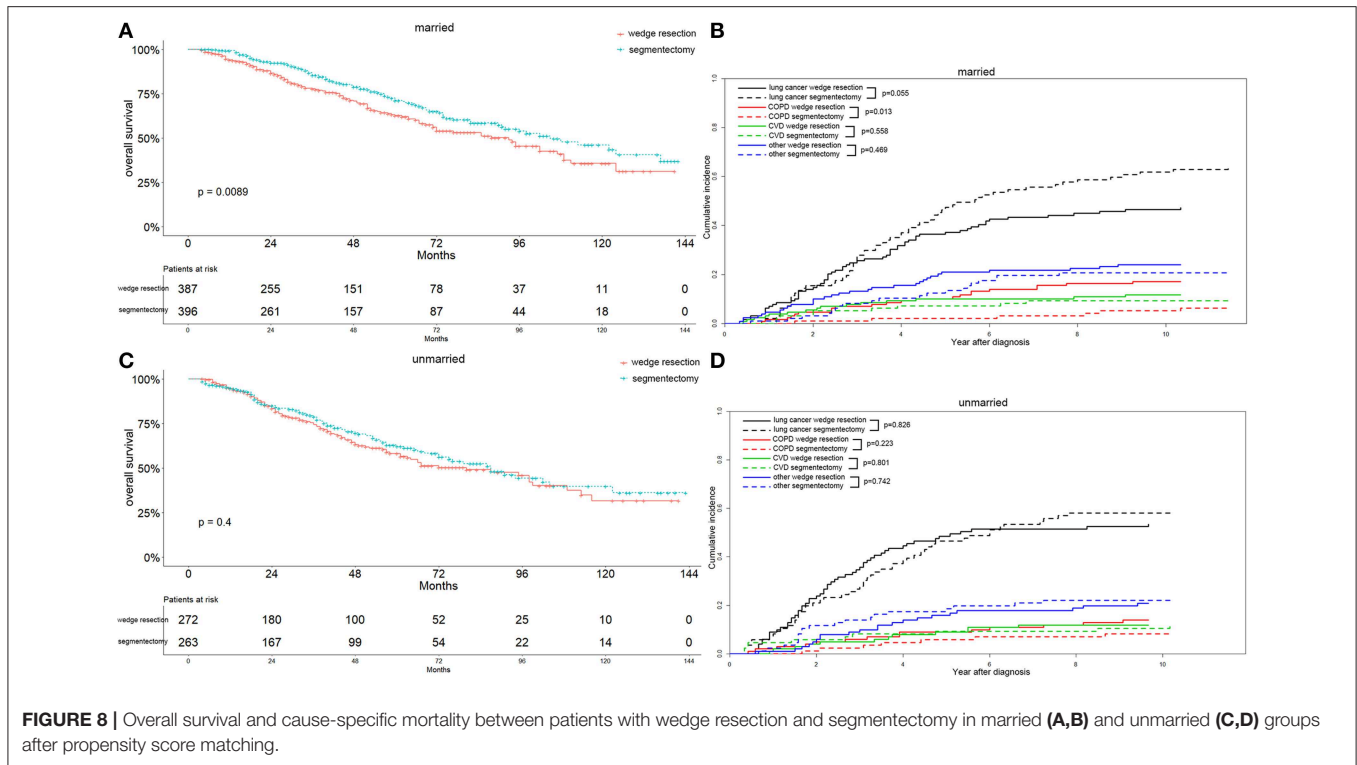 A
married
wedge resection
segmentectomy
100%
75%
50%
25%
0%
overall survival
p = 0.0089
0 24 48 72 96 120 144
Months
Patients at risk
wedge resection 387 255 151 78 37 11 0
segmentectomy 396 261 157 87 44 18 0
0 24 48 72 96 120 144
Months
B
married
lung cancer wedge resection
lung cancer segmentectomy
p=0.055
COPD wedge resection
COPD segmentectomy
p=0.013
CVD wedge resection
CVD segmentectomy
p=0.558
other wedge resection
other segmentectomy
p=0.469
1.0
0.8
0.6
0.4
0.2
0.0
Cumulative incidence
0 2 4 6 8 10
Year after diagnosis
C
unmarried
wedge resection
segmentectomy
100%
75%
50%
25%
0%
overall survival
p = 0.4
0 24 48 72 96 120 144
Months
Patients at risk
wedge resection 272 180 100 52 25 10 0
segmentectomy 263 167 99 54 22 14 0
0 24 48 72 96 120 144
Months
D
unmarried
lung cancer wedge resection
lung cancer segmentectomy
p=0.826
COPD wedge resection
COPD segmentectomy
p=0.223
CVD wedge resection
CVD segmentectomy
p=0.801
other wedge resection
other segmentectomy
p=0.742
1.0
0.8
0.6
0.4
0.2
0.0
Cumulative incidence
0 2 4 6 8 10
Year after diagnosis
FIGURE 8 | Overall survival and cause-specific mortality between patients with wedge resection and segmentectomy in married (A,B) and unmarried (C,D) groups
after propensity score matching.